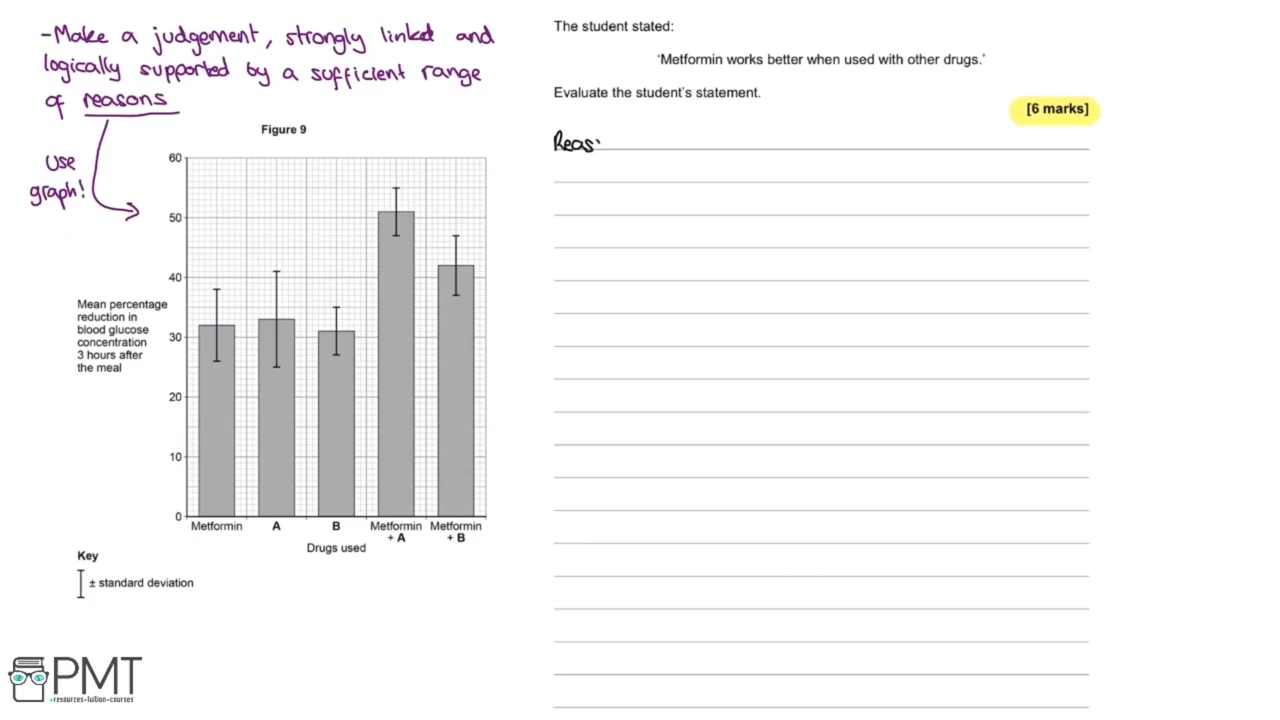 -Make a judgement, strongly linked and
logically supported by a sufficient range
of reasons
Use
graph!
Figure 9
60
50
40
30
20
10
0
Mean percentage
reduction in
blood glucose
concentration
3 hours after
the meal
Metformin
A
B
Metformin
+ A
Metformin
+ B
Drugs used
Key
± standard deviation
PMT
•resources•tuition•courses
The student stated:
'Metformin works better when used with other drugs.'
Evaluate the student's statement.
[6 marks]
Reas